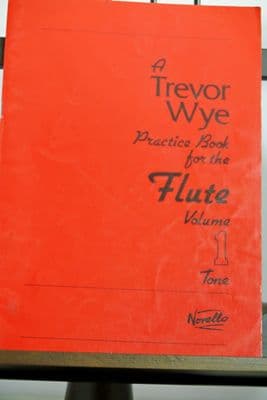 A
Trevor
Wye
Practice Book
for the
Flute
Volume
1
Tone
Novello